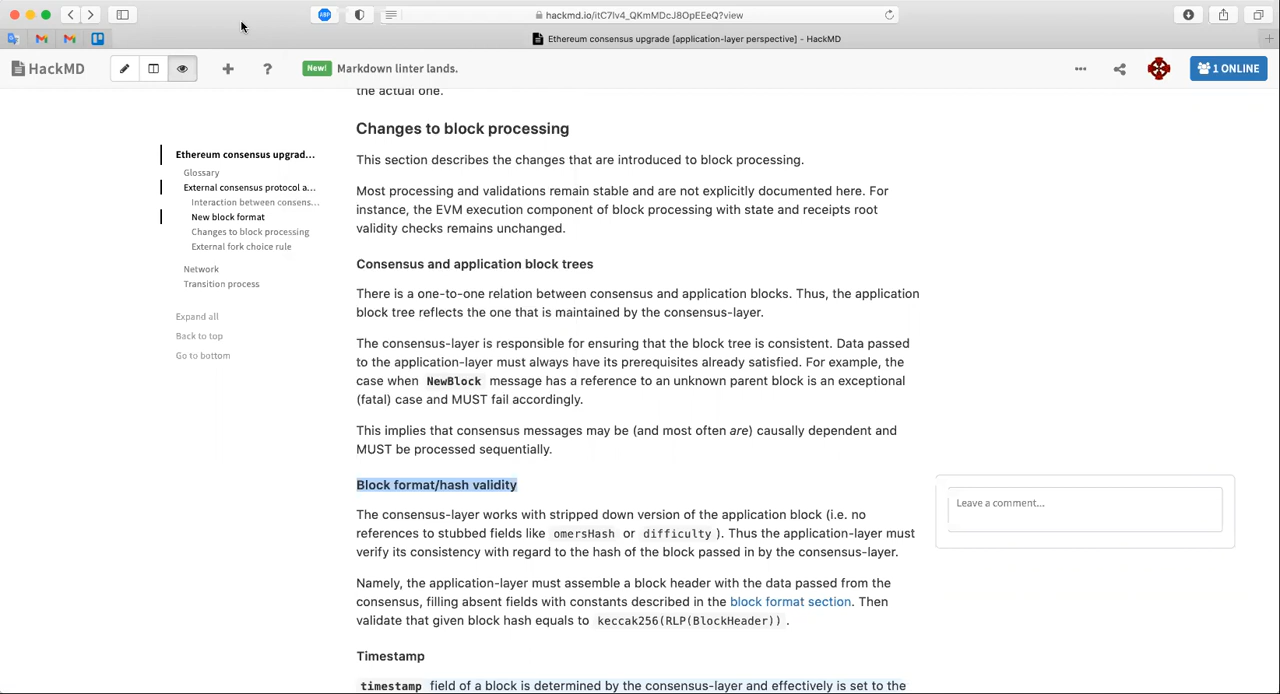 hackmd.io/itC7lv4_QKmMDcJ8OpEEeQ?view
Ethereum consensus upgrade [application-layer perspective] - HackMD
HackMD
New! Markdown linter lands.
1 ONLINE
the actual one.
Ethereum consensus upgrad...
Glossary
External consensus protocol a...
Interaction between consens...
New block format
Changes to block processing
External fork choice rule
Network
Transition process
Expand all
Back to top
Go to bottom
Changes to block processing
This section describes the changes that are introduced to block processing.
Most processing and validations remain stable and are not explicitly documented here. For
instance, the EVM execution component of block processing with state and receipts root
validity checks remains unchanged.
Consensus and application block trees
There is a one-to-one relation between consensus and application blocks. Thus, the application
block tree reflects the one that is maintained by the consensus-layer.
The consensus-layer is responsible for ensuring that the block tree is consistent. Data passed
to the application-layer must always have its prerequisites already satisfied. For example, the
case when NewBlock message has a reference to an unknown parent block is an exceptional
(fatal) case and MUST fail accordingly.
This implies that consensus messages may be (and most often are) causally dependent and
MUST be processed sequentially.
Block format/hash validity
The consensus-layer works with stripped down version of the application block (i.e. no
references to stubbed fields like omersHash or difficulty ). Thus the application-layer must
verify its consistency with regard to the hash of the block passed in by the consensus-layer.
Namely, the application-layer must assemble a block header with the data passed from the
consensus, filling absent fields with constants described in the block format section. Then
validate that given block hash equals to keccak256(RLP(BlockHeader)) .
Timestamp
timestamp field of a block is determined by the consensus-layer and effectively is set to the
Leave a comment...